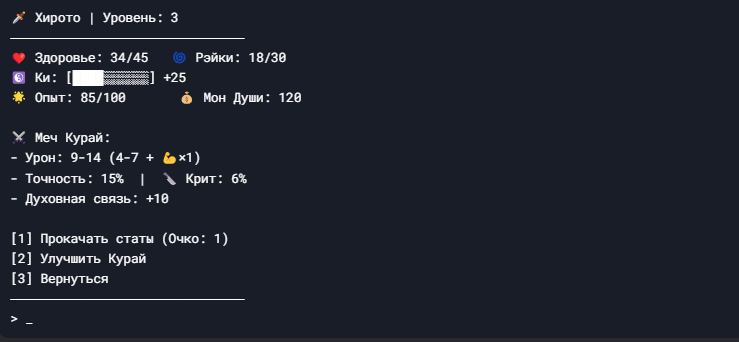 🗡️ Хирото | Уровень: 3
──────────────────────────────
❤️ Здоровье: 34/45   🌀 Рэйки: 18/30
☯️ Ки: [███▒▒▒▒▒] +25
🌟 Опыт: 85/100       💰 Мон Души: 120
⚔️ Меч Курай:
- Урон: 9-14 (4-7 + 💪×1)
- Точность: 15%  |  🔪 Крит: 6%
- Духовная связь: +10
[1] Прокачать статы (Очко: 1)
[2] Улучшить Курай
[3] Вернуться
──────────────────────────────
> _